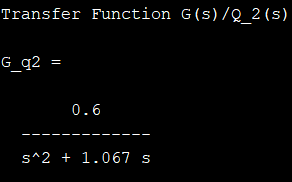 Transfer Function G(s)/Q_2(s)
G_q2 =
0.6
-------------
s^2 + 1.067 s